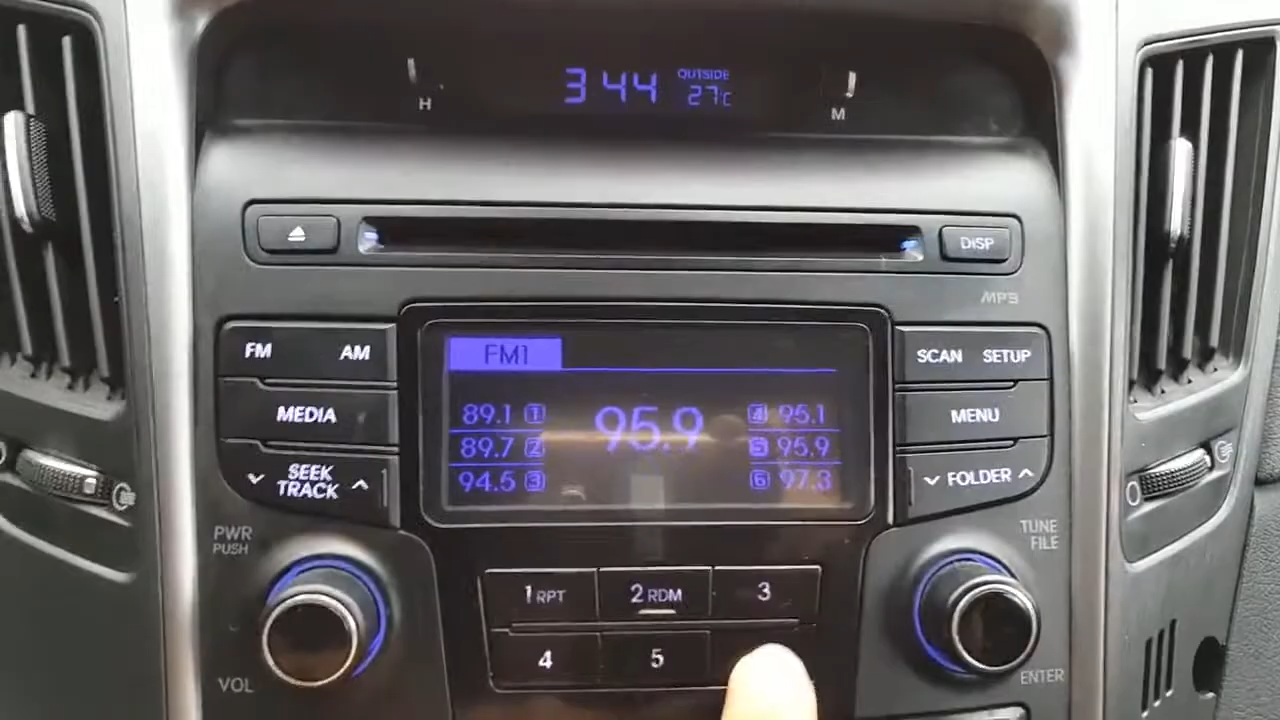 3 44 OUTSIDE
27°C
H
M
DISP
MP3
FM AM
SCAN SETUP
MEDIA
MENU
SEEK
TRACK
FOLDER
FM1
89.1 1
89.7 2
94.5 3
95.9
4 95.1
5 95.9
6 97.3
PWR
PUSH
VOL
TUNE
FILE
ENTER
1 RPT 2 RDM 3
4 5